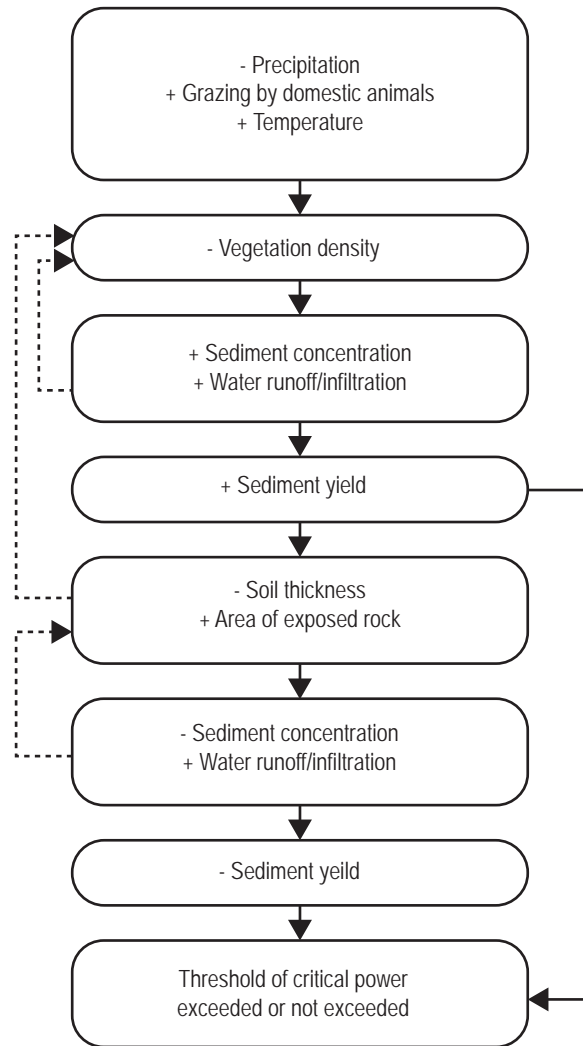 - Precipitation
+ Grazing by domestic animals
+ Temperature
- Vegetation density
+ Sediment concentration
+ Water runoff/infiltration
+ Sediment yield
- Soil thickness
+ Area of exposed rock
- Sediment concentration
+ Water runoff/infiltration
- Sediment yeild
Threshold of critical power
exceeded or not exceeded